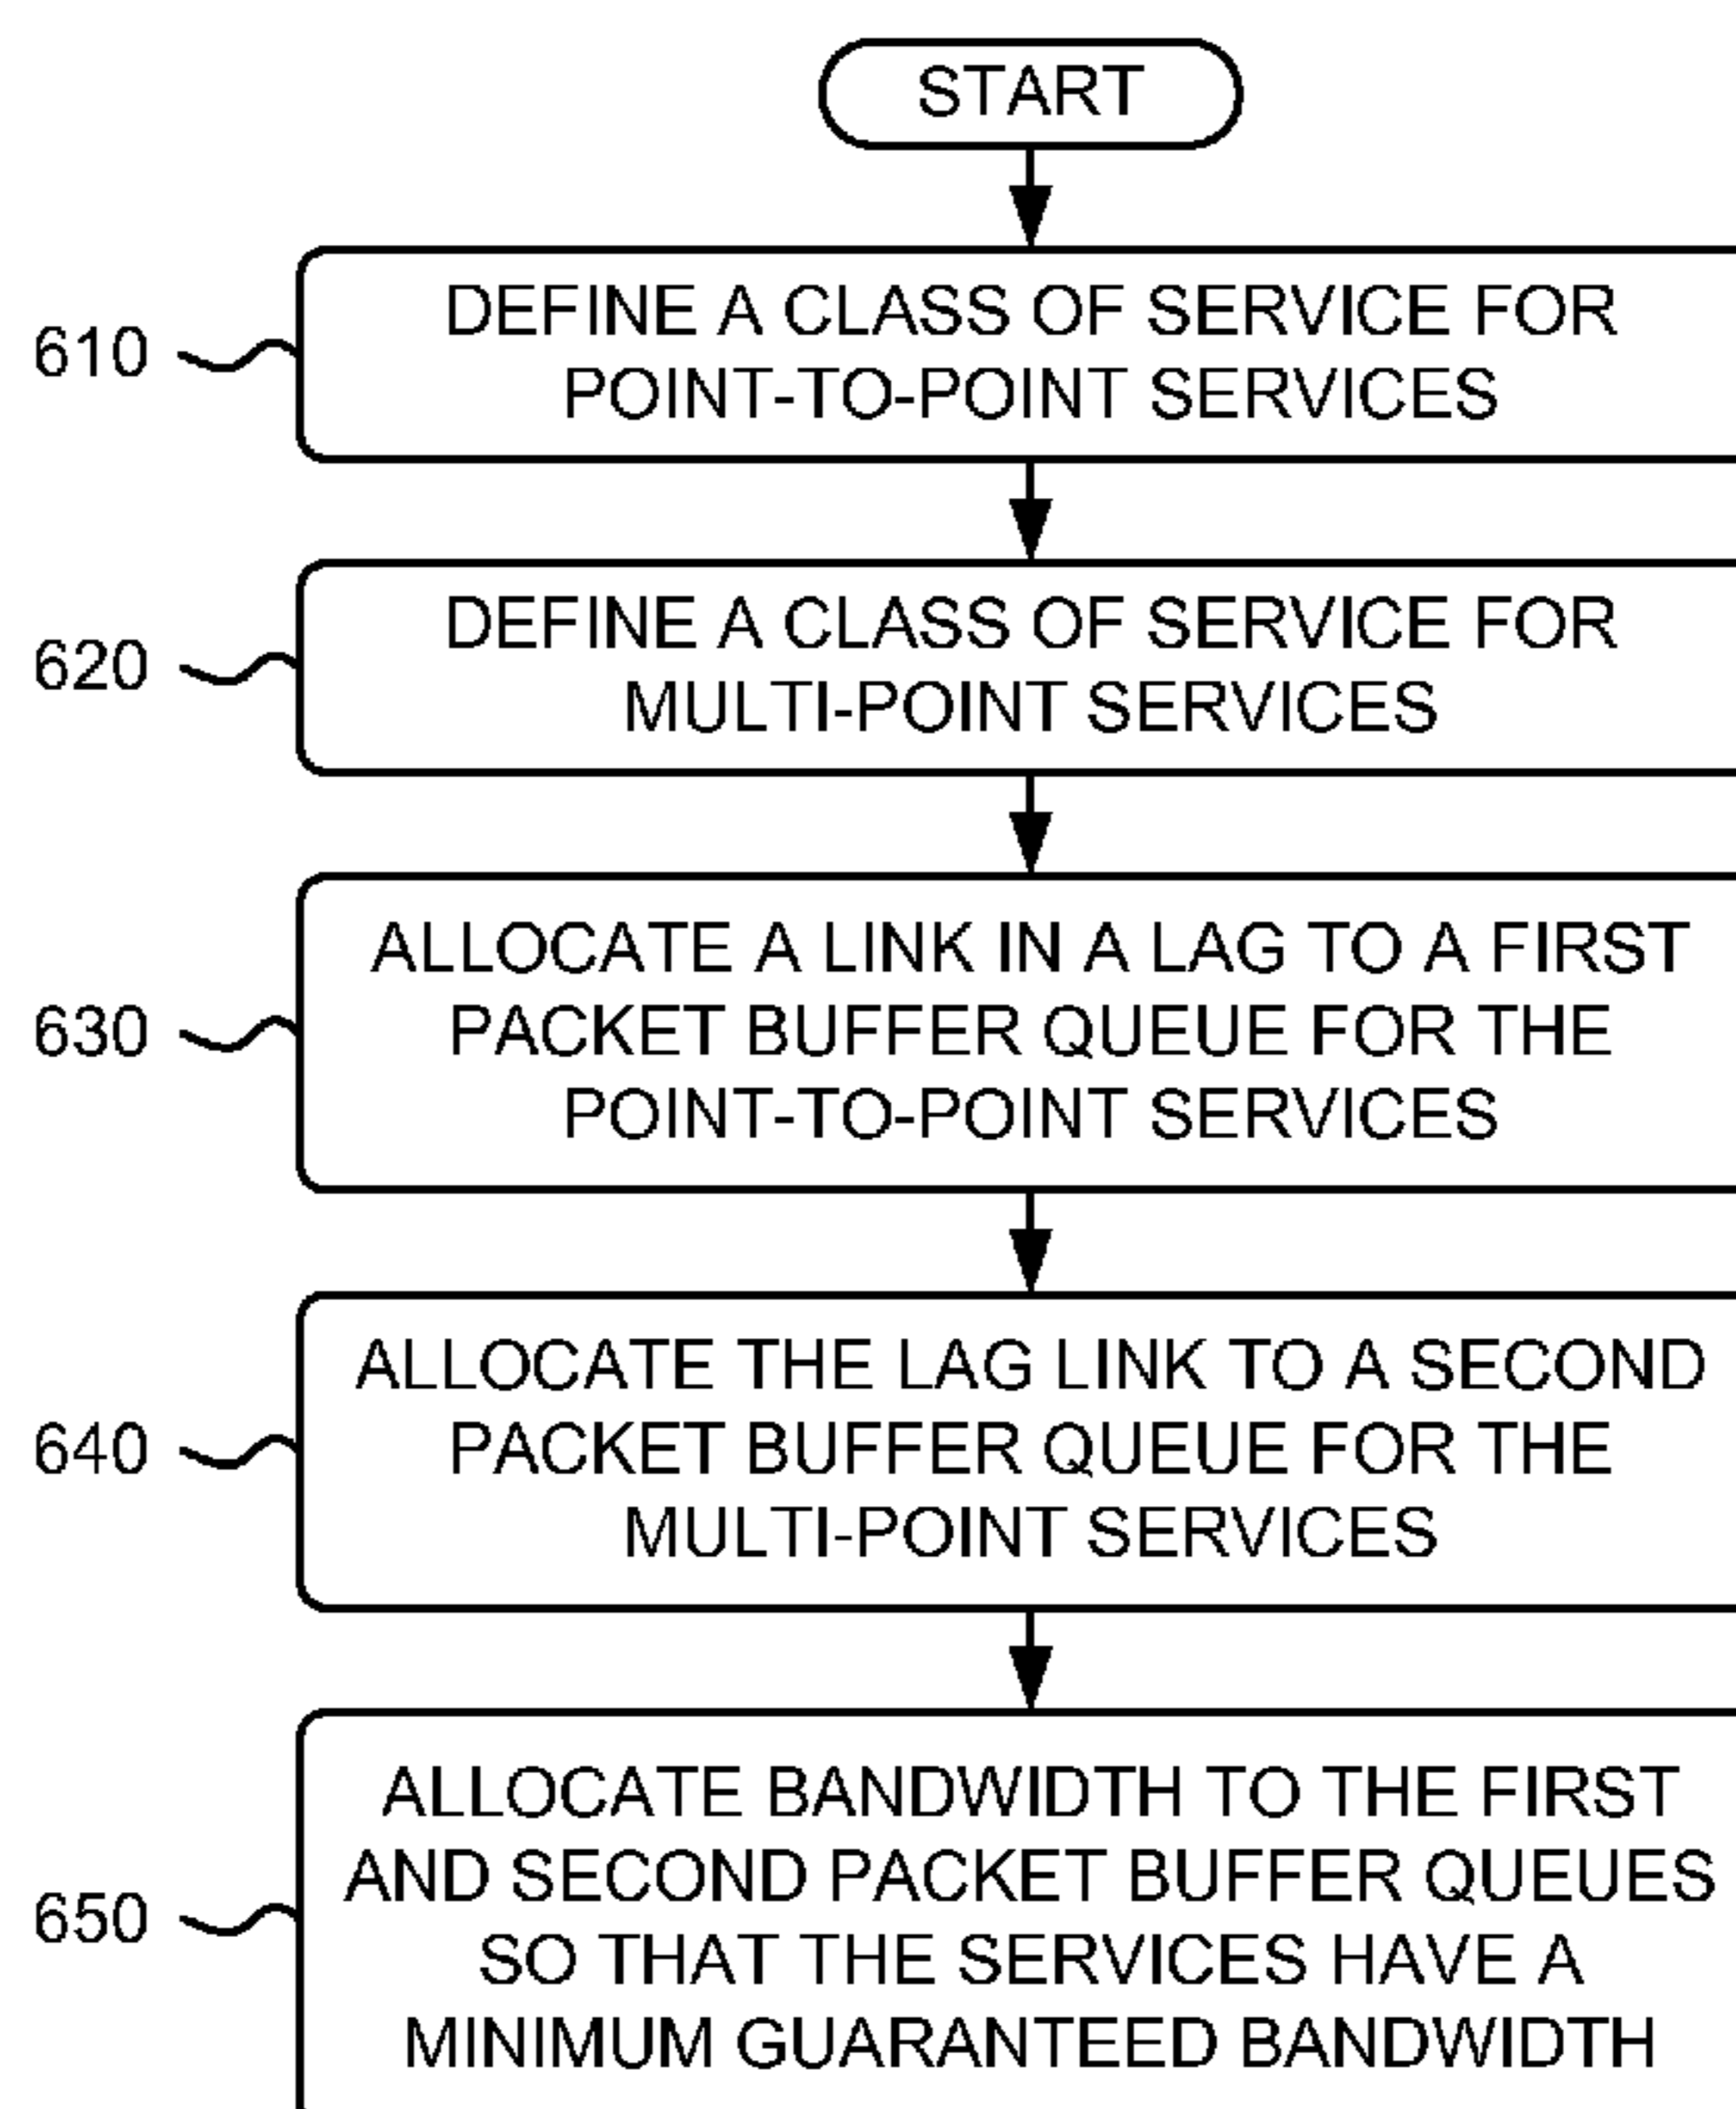 START
610
DEFINE A CLASS OF SERVICE FOR
POINT-TO-POINT SERVICES
620
DEFINE A CLASS OF SERVICE FOR
MULTI-POINT SERVICES
630
ALLOCATE A LINK IN A LAG TO A FIRST
PACKET BUFFER QUEUE FOR THE
POINT-TO-POINT SERVICES
640
ALLOCATE THE LAG LINK TO A SECOND
PACKET BUFFER QUEUE FOR THE
MULTI-POINT SERVICES
650
ALLOCATE BANDWIDTH TO THE FIRST
AND SECOND PACKET BUFFER QUEUES
SO THAT THE SERVICES HAVE A
MINIMUM GUARANTEED BANDWIDTH